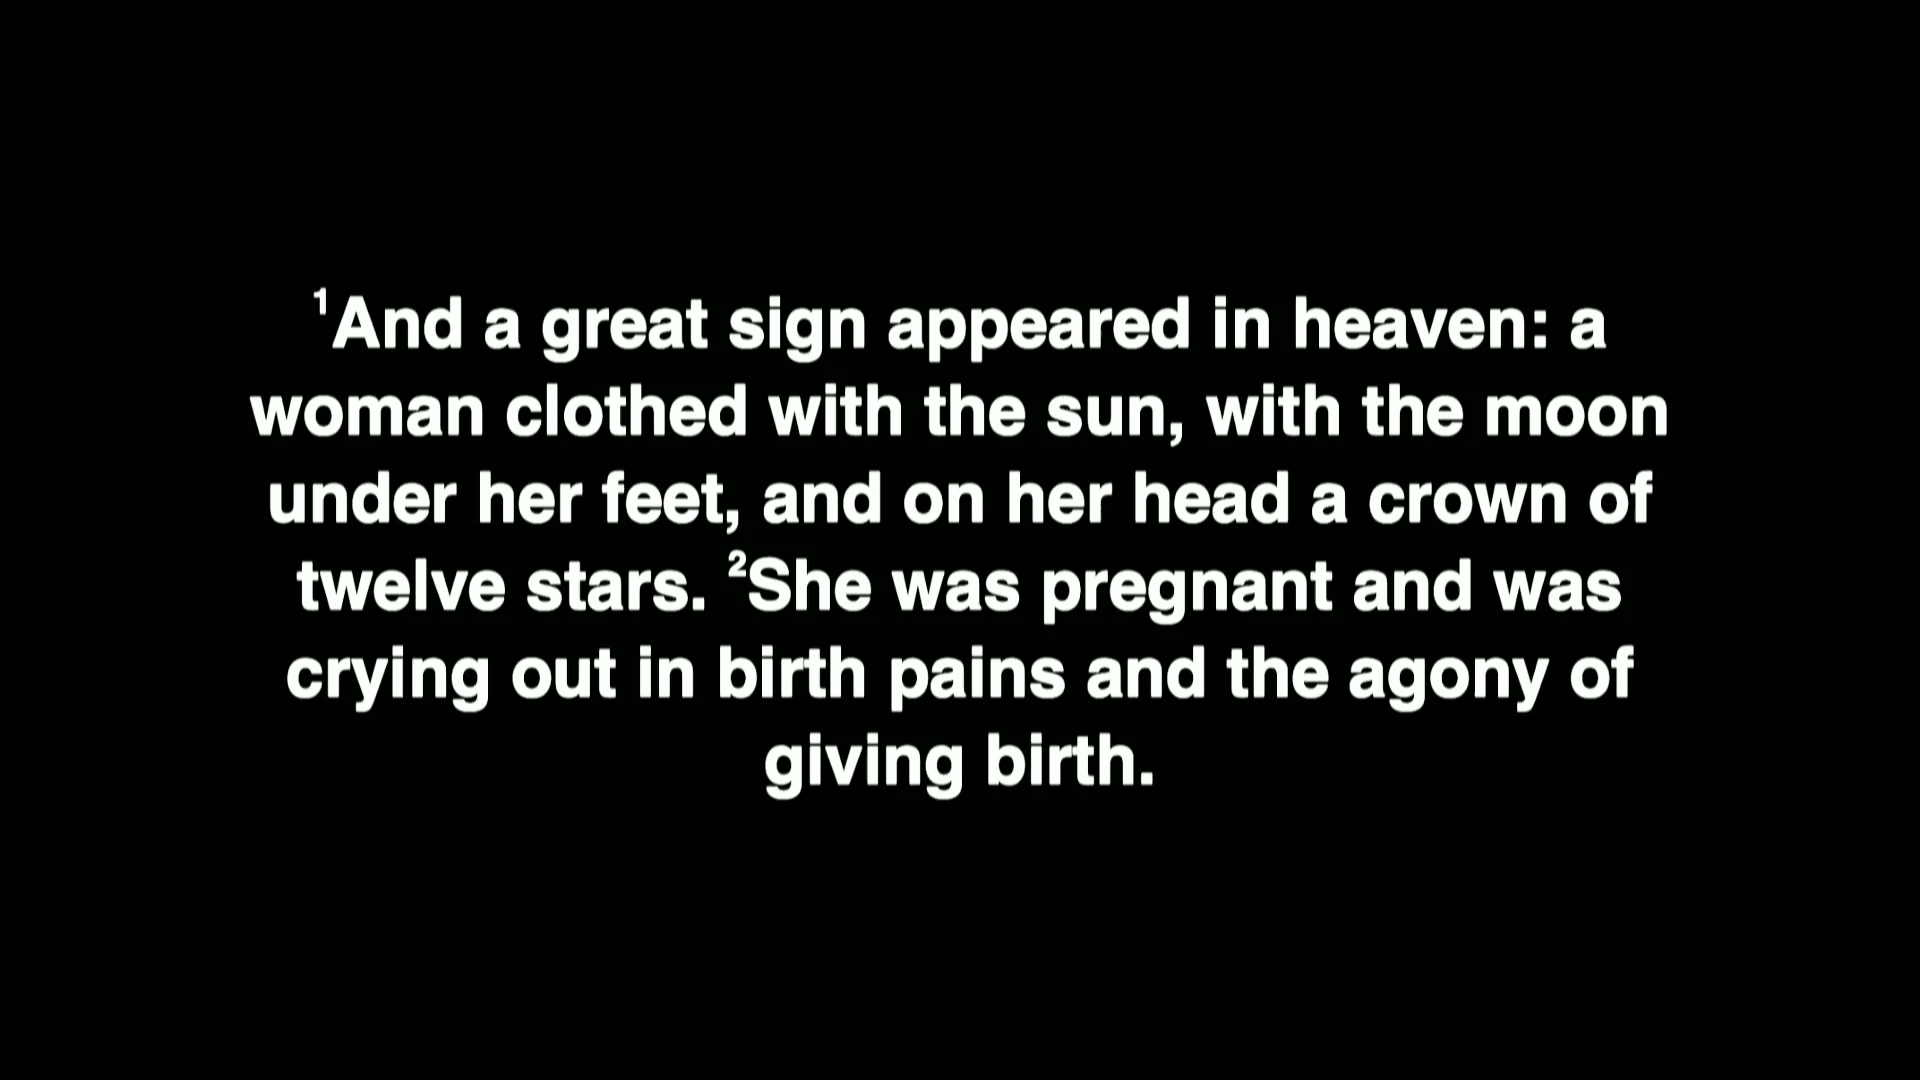 ¹And a great sign appeared in heaven: a
woman clothed with the sun, with the moon
under her feet, and on her head a crown of
twelve stars. ²She was pregnant and was
crying out in birth pains and the agony of
giving birth.